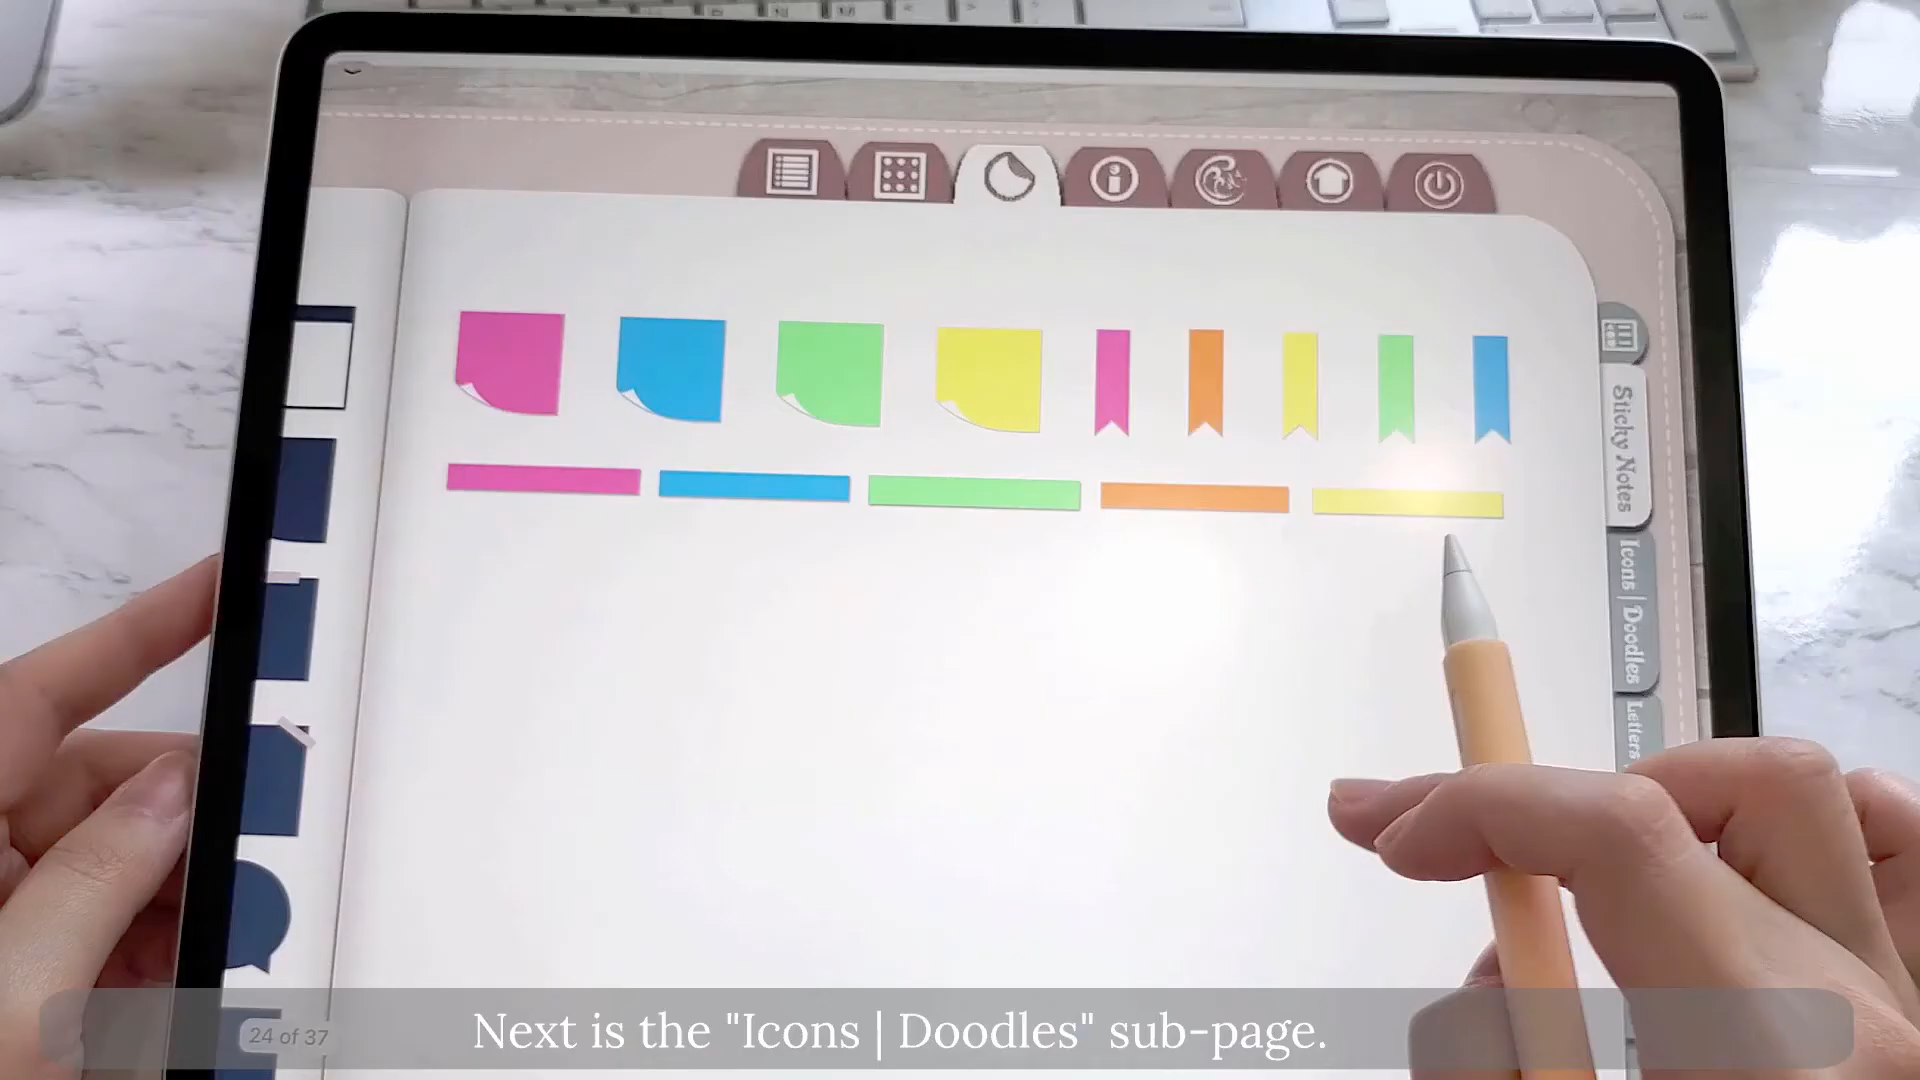 Sticky Notes
Icons | Doodles
Letters
24 of 37
Next is the "Icons | Doodles" sub-page.